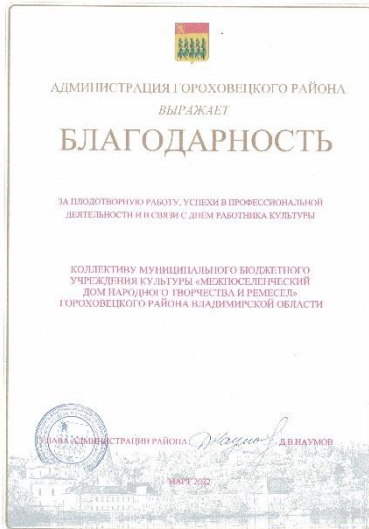 АДМИНИСТРАЦИЯ ГОРОХОВЕЦКОГО РАЙОНА
ВЫРАЖАЕТ
БЛАГОДАРНОСТЬ
ЗА ПЛОДОТВОРНУЮ РАБОТУ, УСПЕХИ В ПРОФЕССИОНАЛЬНОЙ
ДЕЯТЕЛЬНОСТИ И В СВЯЗИ С ДНЕМ РАБОТНИКА КУЛЬТУРЫ
КОЛЛЕКТИВУ МУНИЦИПАЛЬНОГО БЮДЖЕТНОГО
УЧРЕЖДЕНИЯ КУЛЬТУРЫ «МЕЖПОСЕЛЕНЧЕСКИЙ
ДОМ НАРОДНОГО ТВОРЧЕСТВА И РЕМЕСЕЛ»
ГОРОХОВЕЦКОГО РАЙОНА ВЛАДИМИРСКОЙ ОБЛАСТИ
ГЛАВА АДМИНИСТРАЦИИ РАЙОНА Д.В.НАУМОВ
МАРТ 2022